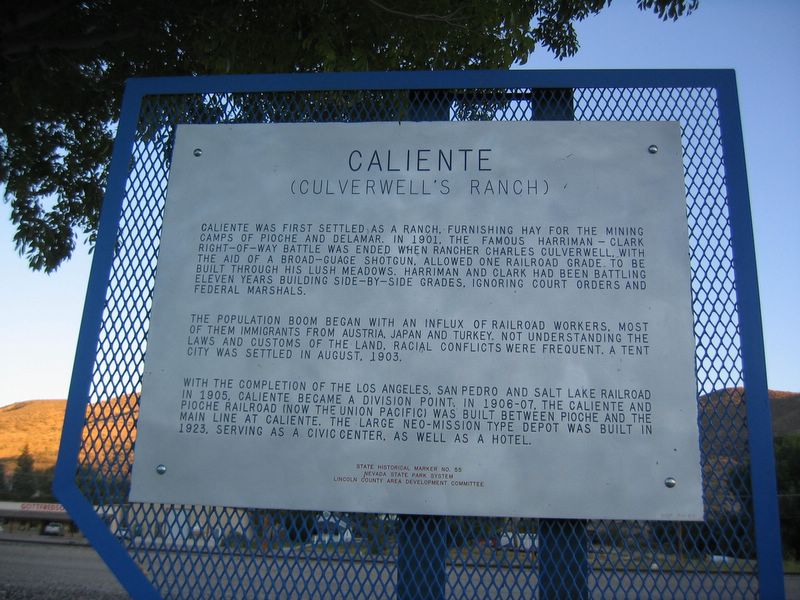 CALIENTE
(CULVERWELL'S RANCH)
CALIENTE WAS FIRST SETTLED AS A RANCH, FURNISHING HAY FOR THE MINING
CAMPS OF PIOCHE AND DELAMAR. IN 1901, THE FAMOUS HARRIMAN – CLARK
RIGHT-OF-WAY BATTLE WAS ENDED WHEN RANCHER CHARLES CULVERWELL, WITH
THE AID OF A BROAD-GUAGE SHOTGUN, ALLOWED ONE RAILROAD GRADE TO BE
BUILT THROUGH HIS LUSH MEADOWS. HARRIMAN AND CLARK HAD BEEN BATTLING
ELEVEN YEARS BUILDING SIDE-BY-SIDE GRADES, IGNORING COURT ORDERS AND
FEDERAL MARSHALS.
THE POPULATION BOOM BEGAN WITH AN INFLUX OF RAILROAD WORKERS, MOST
OF THEM IMMIGRANTS FROM AUSTRIA, JAPAN AND TURKEY. NOT UNDERSTANDING THE
LAWS AND CUSTOMS OF THE LAND, RACIAL CONFLICTS WERE FREQUENT. A TENT
CITY WAS SETTLED IN AUGUST, 1903.
WITH THE COMPLETION OF THE LOS ANGELES, SAN PEDRO AND SALT LAKE RAILROAD
IN 1905, CALIENTE BECAME A DIVISION POINT. IN 1906-07, THE CALIENTE AND
PIOCHE RAILROAD (NOW THE UNION PACIFIC) WAS BUILT BETWEEN PIOCHE AND THE
MAIN LINE AT CALIENTE. THE LARGE NEO-MISSION TYPE DEPOT WAS BUILT IN
1923, SERVING AS A CIVIC CENTER, AS WELL AS A HOTEL.
STATE HISTORICAL MARKER NO. 55
NEVADA STATE PARK SYSTEM
LINCOLN COUNTY AREA DEVELOPMENT COMMITTEE